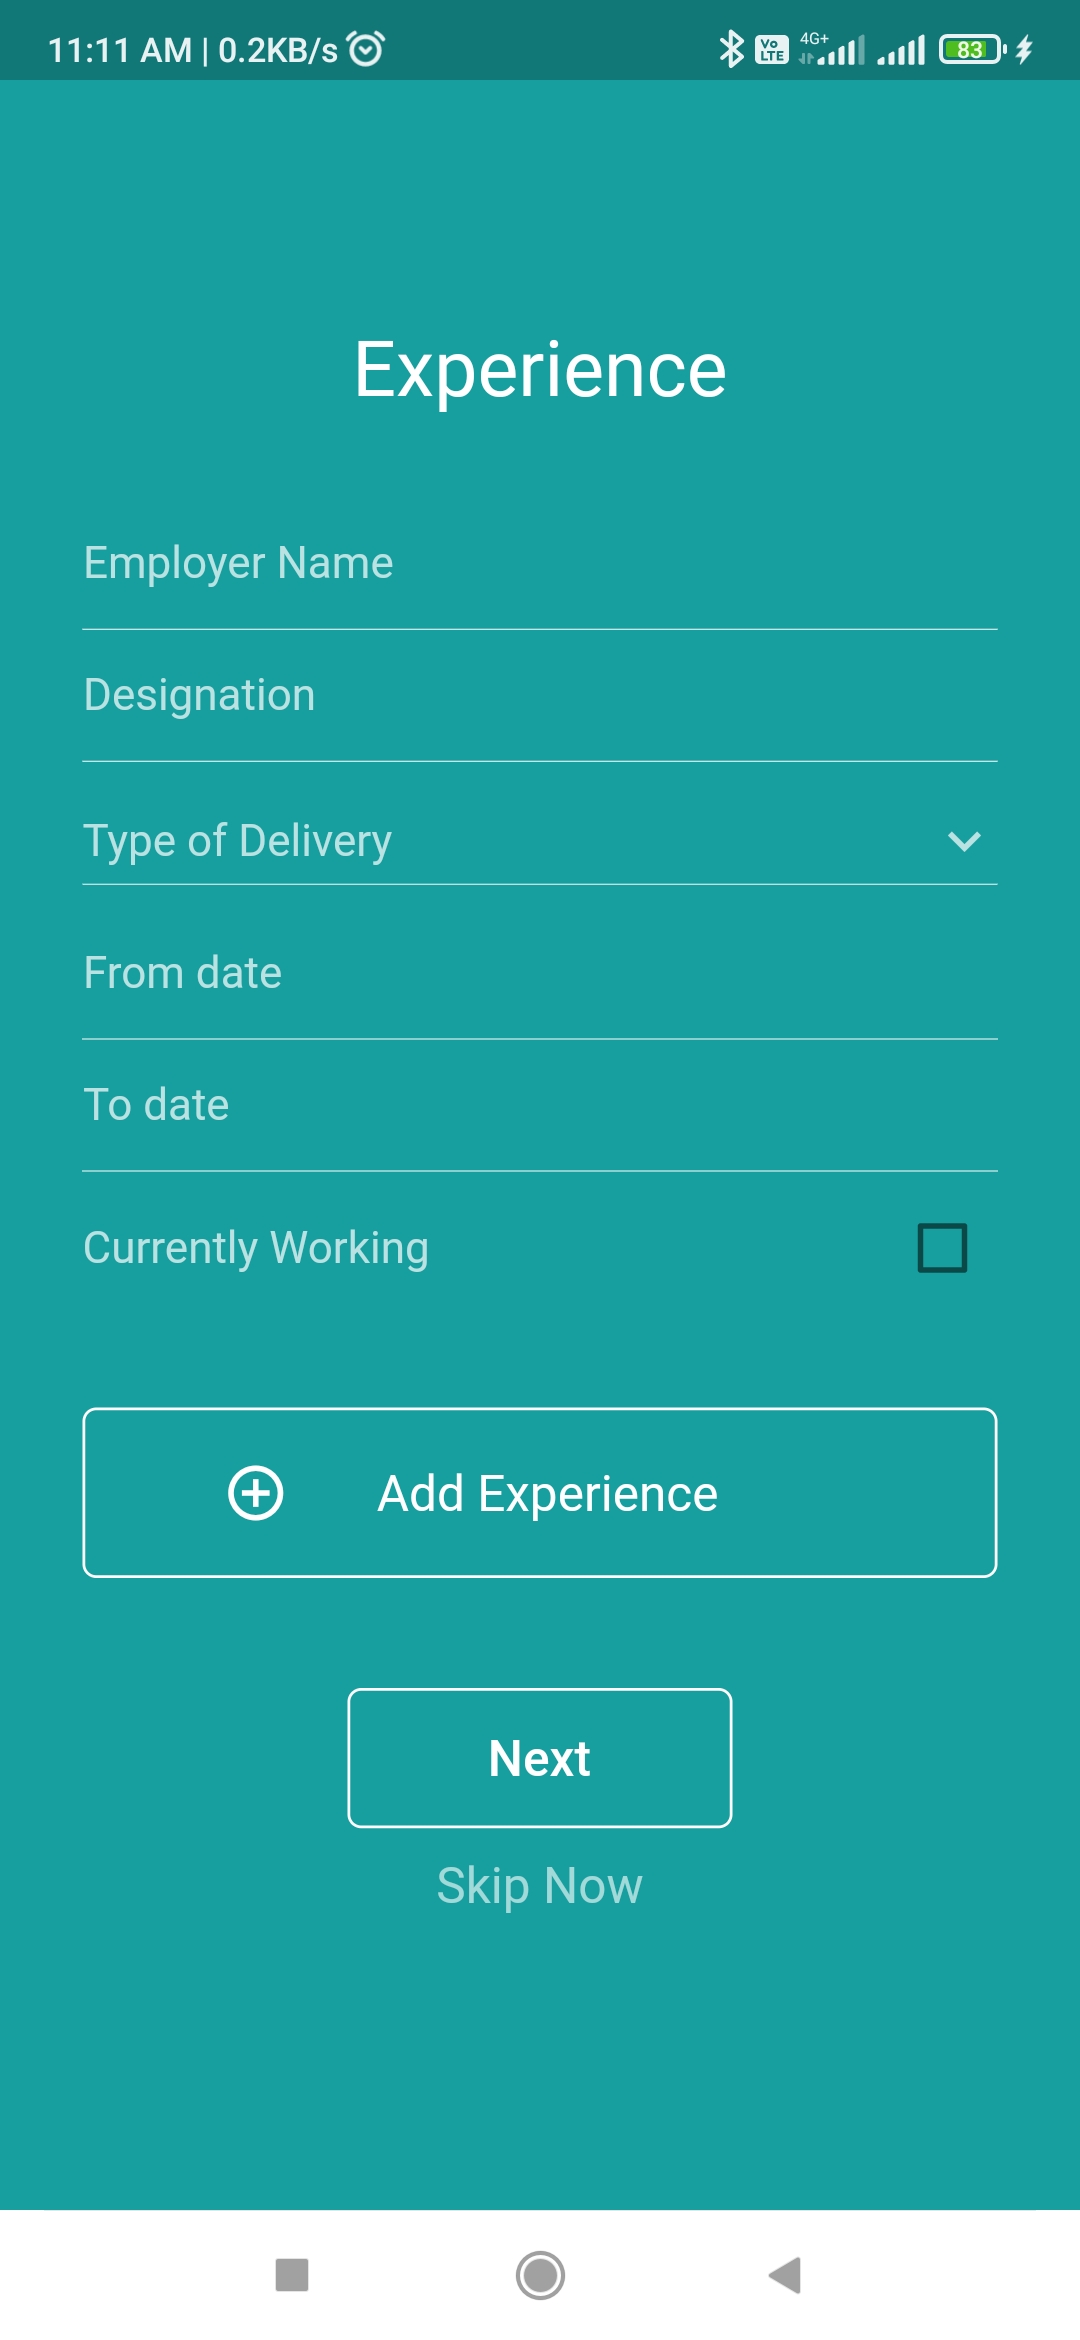 11:11 AM | 0.2KB/s
Vo LTE 4G+ 83
Experience
Employer Name
Designation
Type of Delivery
From date
To date
Currently Working
Add Experience
Next
Skip Now